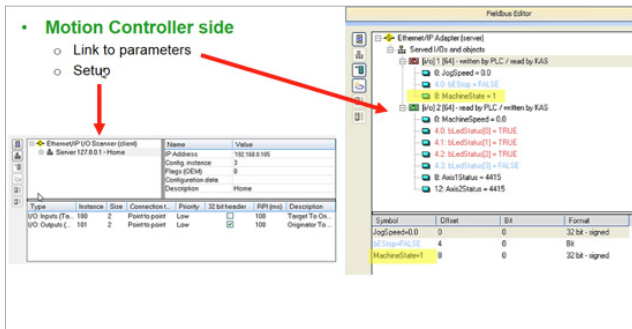 Motion Controller side
Link to parameters
Setup
Fieldbus Editor
Ethernet/IP Adapter (server)
Served I/Os and objects
[i/o] 1 [64] - written by PLC / read by KAS
0: JogSpeed = 0.0
4.0: bEstop = FALSE
8: MachineState = 1
[i/o] 2 [64] - read by PLC / written by KAS
0: MachineSpeed = 0.0
4.0: bLedStatus[0] = TRUE
4.1: bLedStatus[1] = TRUE
4.2: bLedStatus[2] = TRUE
4.3: bLedStatus[3] = FALSE
8: Axis1Status = 4415
12: Axis2Status = 4415
Symbol Offset Bit Format
JogSpeed=0.0 0 0 32 bit - signed
bEStop=FALSE 4 0 Bit
MachineState=1 8 0 32 bit - signed
Ethernet/IP I/O Scanner (client)
Server 127.0.0.1 - Home
Name Value
IP Address 192.168.0.105
Config. instance 3
Flags (OEM) 0
Configuration data
Description Home
Type Instance Size Connection t... Priority 32 bit header RPI (ms) Description
I/O: Inputs (Ta... 100 2 Point to point Low 100 Target To Ori...
I/O: Outputs (... 101 2 Point to point Low 100 Originator To ...